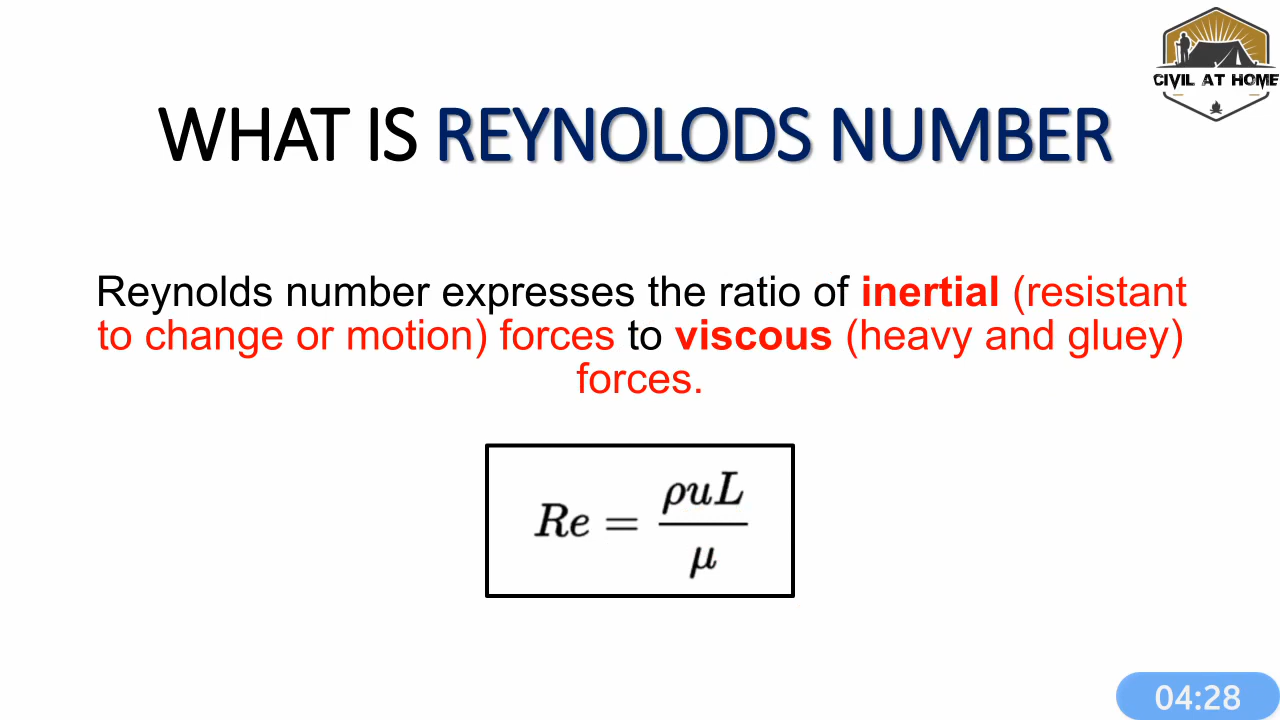 CIVIL AT HOME
WHAT IS REYNOLODS NUMBER
Reynolds number expresses the ratio of inertial (resistant
to change or motion) forces to viscous (heavy and gluey)
forces.
Re = ρuL / μ
04:28